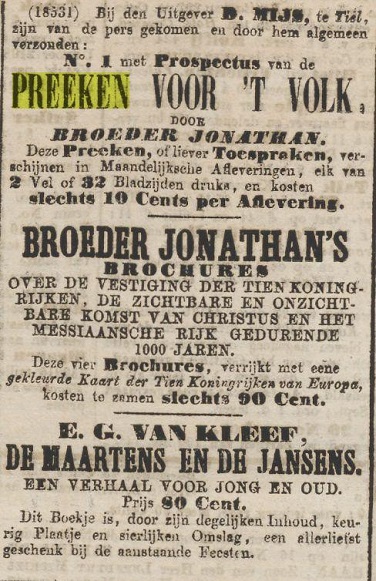 (18531) Bij den Uitgever D. MIJS, te Tiel,
zijn van de pers gekomen en door hem algemeen
verzonden:
No. 1 met Prospectus van de
PREEKEN VOOR 'T VOLK,
DOOR
BROEDER JONATHAN.
Deze Preeken, of liever Toespraken, ver-
schijnen in Maandelijksche Afleveringen, elk van
2 Vel of 32 Bladzijden druks, en kosten
slechts 10 Cents per Aflevering.
BROEDER JONATHAN'S
BROCHURES
OVER DE VESTIGING DER TIEN KONING-
RIJKEN, DE ZICHTBARE EN ONZICHT-
BARE KOMST VAN CHRISTUS EN HET
MESSIAANSCHE RIJK GEDURENDE
1000 JAREN.
Deze vier Brochures, verrijkt met eene
gekleurde Kaart der Tien Koningrijken van Europa,
kosten te zamen slechts 90 Cent.
E. G. VAN KLEEF,
DE MAARTENS EN DE JANSENS.
EEN VERHAAL VOOR JONG EN OUD.
Prijs 80 Cent.
Dit Boekje is, door zijn degelijken Inhoud, keu-
rig Plaatje en sierlijken Omslag, een allerliefst
geschenk bij de aanstaande Feesten.